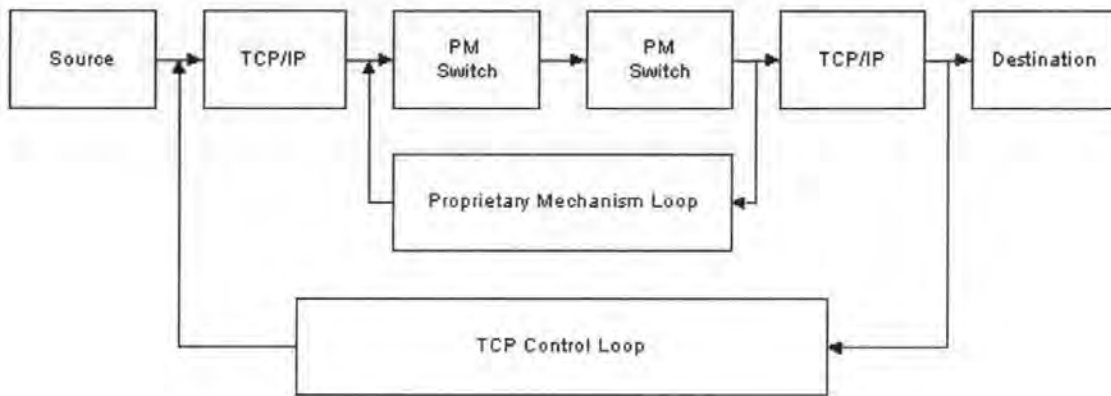 Source
TCP/IP
PM
Switch
PM
Switch
TCP/IP
Destination
Proprietary Mechanism Loop
TCP Control Loop